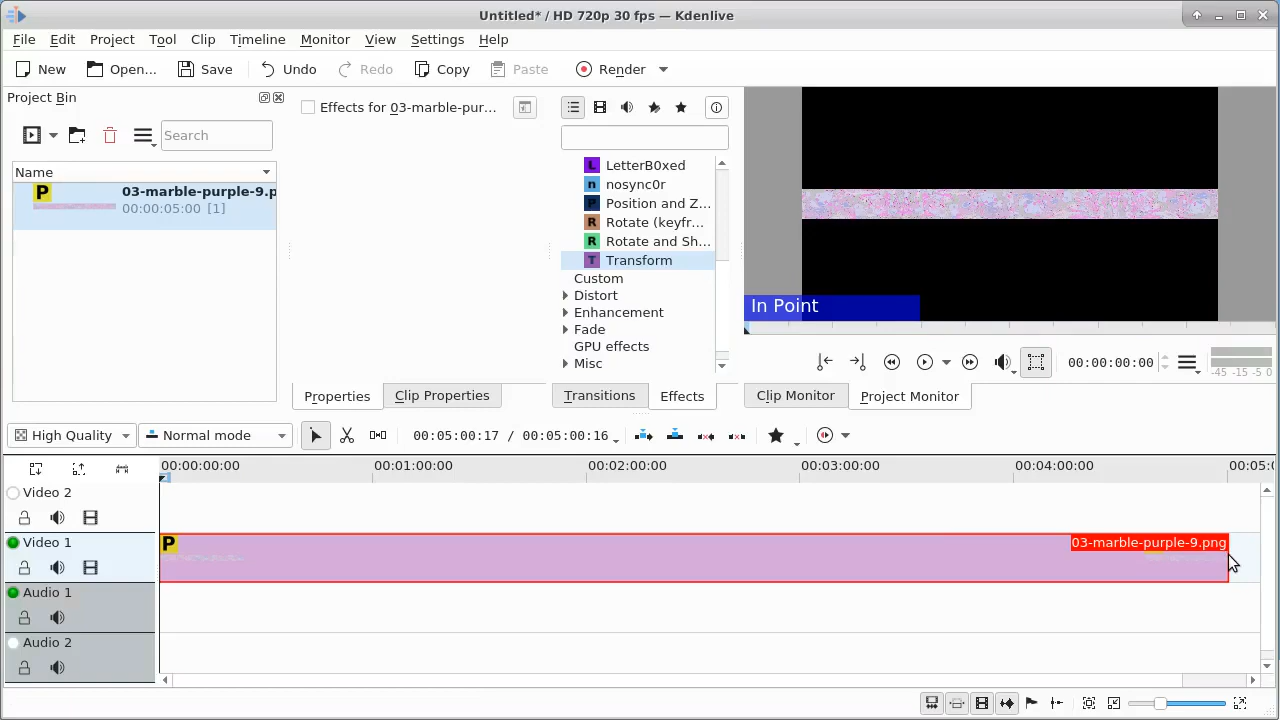 Untitled* / HD 720p 30 fps — Kdenlive
File Edit Project Tool Clip Timeline Monitor View Settings Help
New Open... Save Undo Redo Copy Paste Render
Project Bin
Search
Name
P 03-marble-purple-9.p
00:00:05:00 [1]
Effects for 03-marble-pur...
L LetterB0xed
n nosync0r
P Position and Z...
R Rotate (keyfr...
R Rotate and Sh...
T Transform
Custom
Distort
Enhancement
Fade
GPU effects
Misc
In Point
00:00:00:00
-45 -15 -5 0
Properties Clip Properties Transitions Effects Clip Monitor Project Monitor
High Quality Normal mode 00:05:00:17 / 00:05:00:16
00:00:00:00 00:01:00:00 00:02:00:00 00:03:00:00 00:04:00:00 00:05:0
Video 2
Video 1
P 03-marble-purple-9.png
Audio 1
Audio 2